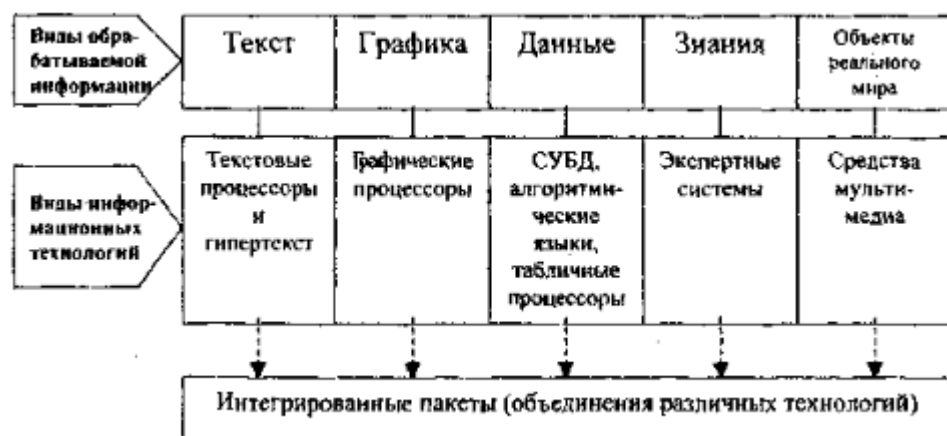 Виды обра-
батываемой
информации
Текст
Графика
Данные
Знания
Объекты
реального
мира
Виды инфор-
мационных
технологий
Текстовые
процессоры
и
гипертекст
Графические
процессоры
СУБД,
алгоритми-
ческие
языки,
табличные
процессоры
Экспертные
системы
Средства
мульти-
медиа
Интегрированные пакеты (объединения различных технологий)